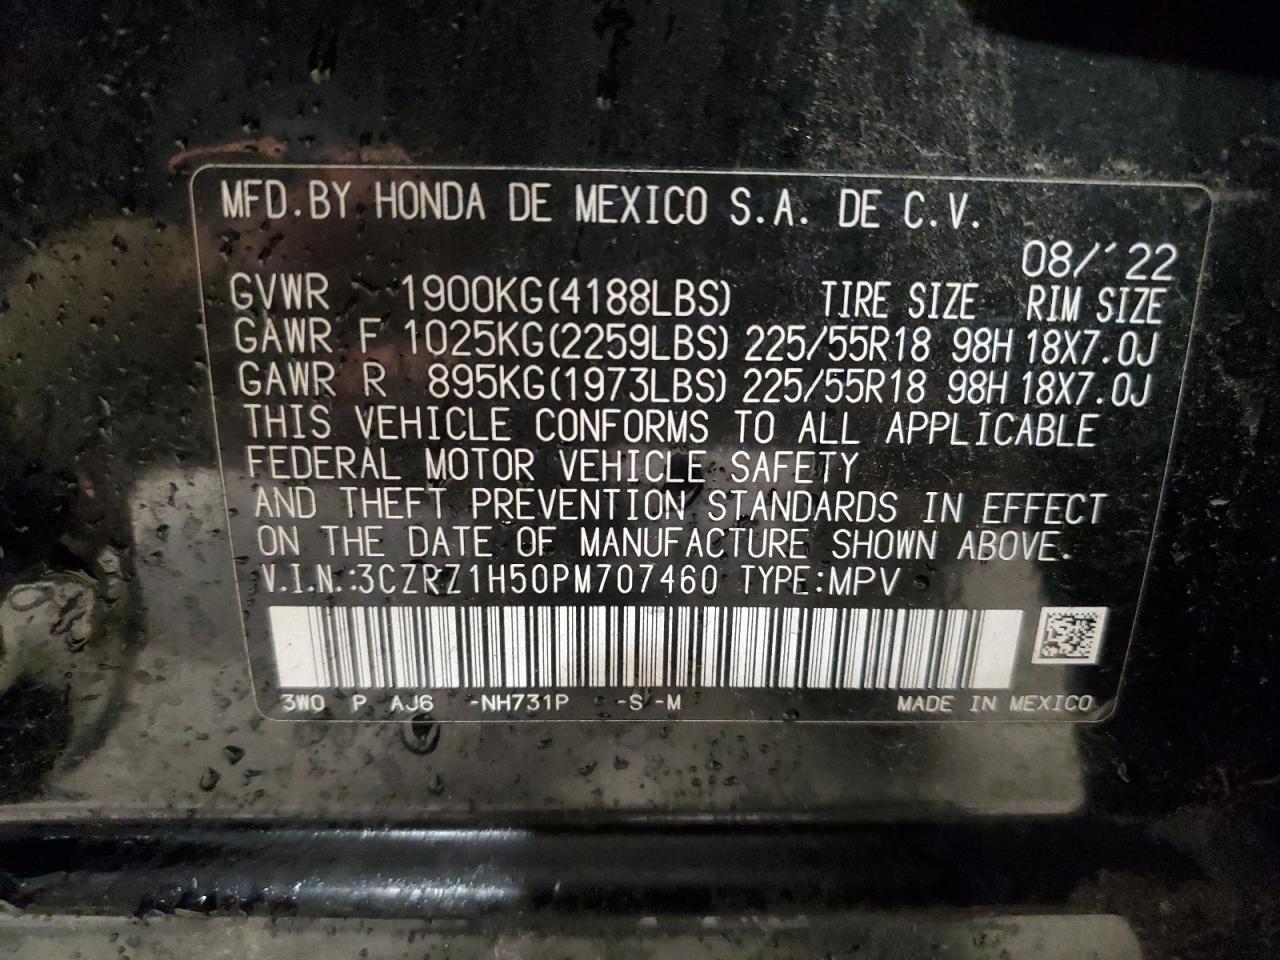 MFD. BY HONDA DE MEXICO S.A. DE C.V.
08/'22
GVWR 1900KG(4188LBS) TIRE SIZE RIM SIZE
GAWR F 1025KG(2259LBS) 225/55R18 98H 18X7.0J
GAWR R 895KG(1973LBS) 225/55R18 98H 18X7.0J
THIS VEHICLE CONFORMS TO ALL APPLICABLE
FEDERAL MOTOR VEHICLE SAFETY
AND THEFT PREVENTION STANDARDS IN EFFECT
ON THE DATE OF MANUFACTURE SHOWN ABOVE.
V.I.N.:3CZRZ1H50PM707460 TYPE:MPV
3W0 P AJ6 -NH731P -S -M MADE IN MEXICO